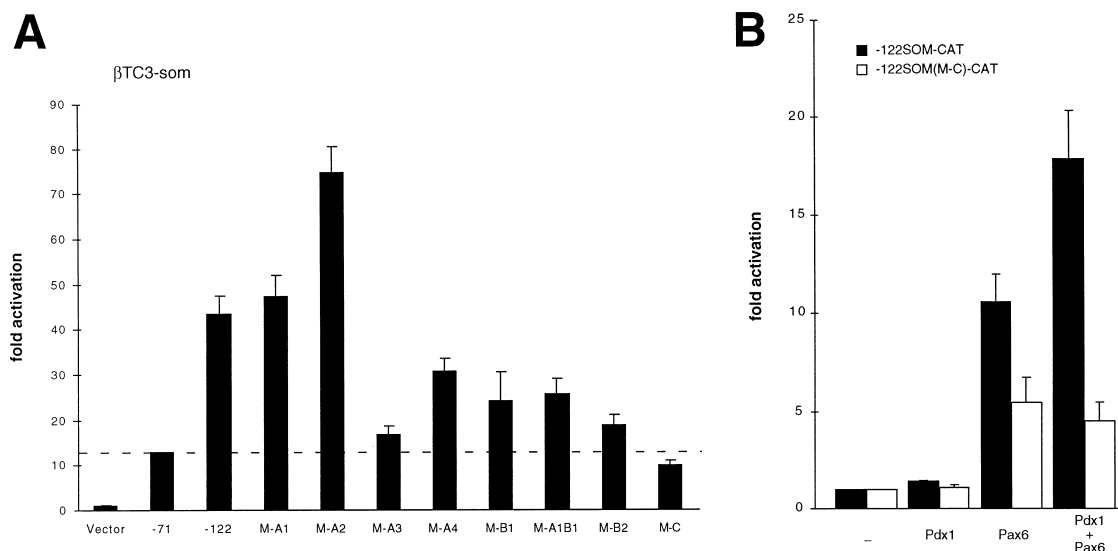 A
βTC3-som
fold activation
90
80
70
60
50
40
30
20
10
0
Vector -71 -122 M-A1 M-A2 M-A3 M-A4 M-B1 M-A1B1 M-B2 M-C
B
-122SOM-CAT
-122SOM(M-C)-CAT
fold activation
25
20
15
10
5
0
– Pdx1 Pax6 Pdx1
+
Pax6